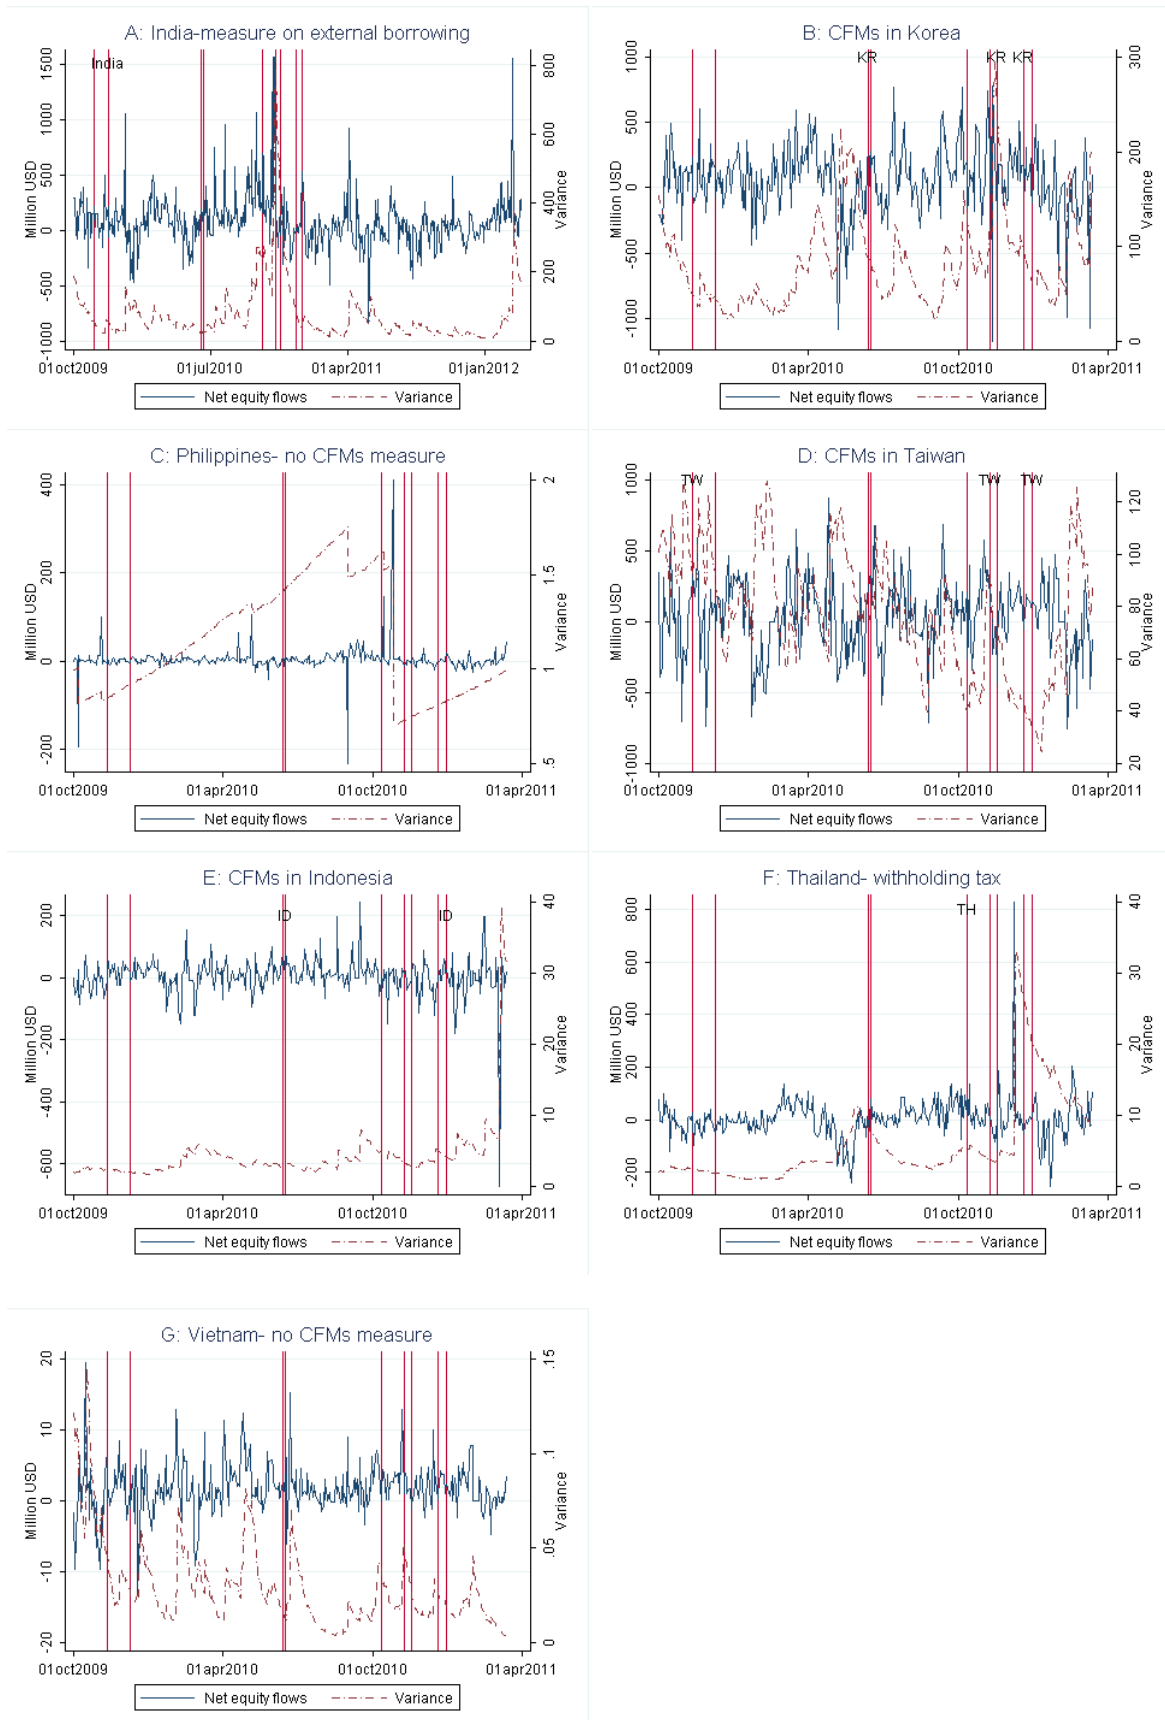 A: India-measure on external borrowing
India
Million USD
-1000 -500 0 500 1000 1500
Variance
0 200 400 600 800
01oct2009 01jul2010 01apr2011 01jan2012
Net equity flows Variance
B: CFMs in Korea
KR KR KR
Million USD
-1000 -500 0 500 1000
Variance
0 100 200 300
01oct2009 01apr2010 01oct2010 01apr2011
Net equity flows Variance
C: Philippines- no CFMs measure
Million USD
-200 0 200 400
Variance
.5 1 1.5 2
01oct2009 01apr2010 01oct2010 01apr2011
Net equity flows Variance
D: CFMs in Taiwan
TW TW TW
Million USD
-1000 -500 0 500 1000
Variance
20 40 60 80 100 120
01oct2009 01apr2010 01oct2010 01apr2011
Net equity flows Variance
E: CFMs in Indonesia
ID ID
Million USD
-600 -400 -200 0 200
Variance
0 10 20 30 40
01oct2009 01apr2010 01oct2010 01apr2011
Net equity flows Variance
F: Thailand- withholding tax
TH
Million USD
-200 0 200 400 600 800
Variance
0 10 20 30 40
01oct2009 01apr2010 01oct2010 01apr2011
Net equity flows Variance
G: Vietnam- no CFMs measure
Million USD
-20 -10 0 10 20
Variance
0 .05 .1 .15
01oct2009 01apr2010 01oct2010 01apr2011
Net equity flows Variance